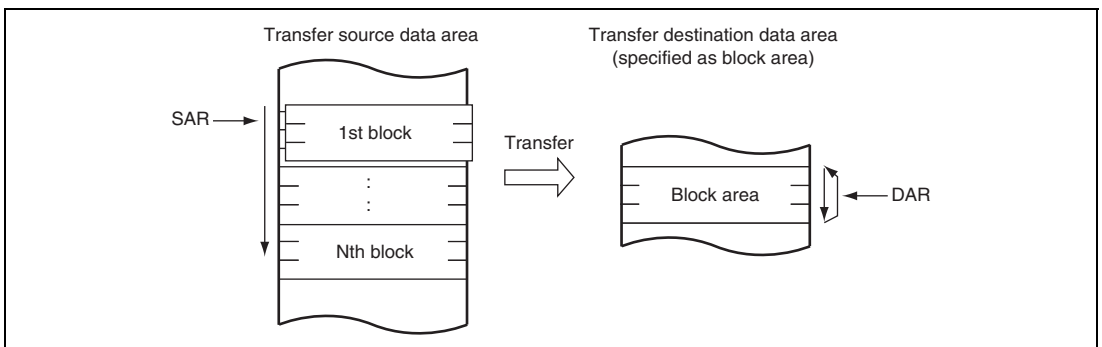 Transfer source data area
Transfer destination data area
(specified as block area)
SAR
1st block
Transfer
:
:
Block area
DAR
Nth block